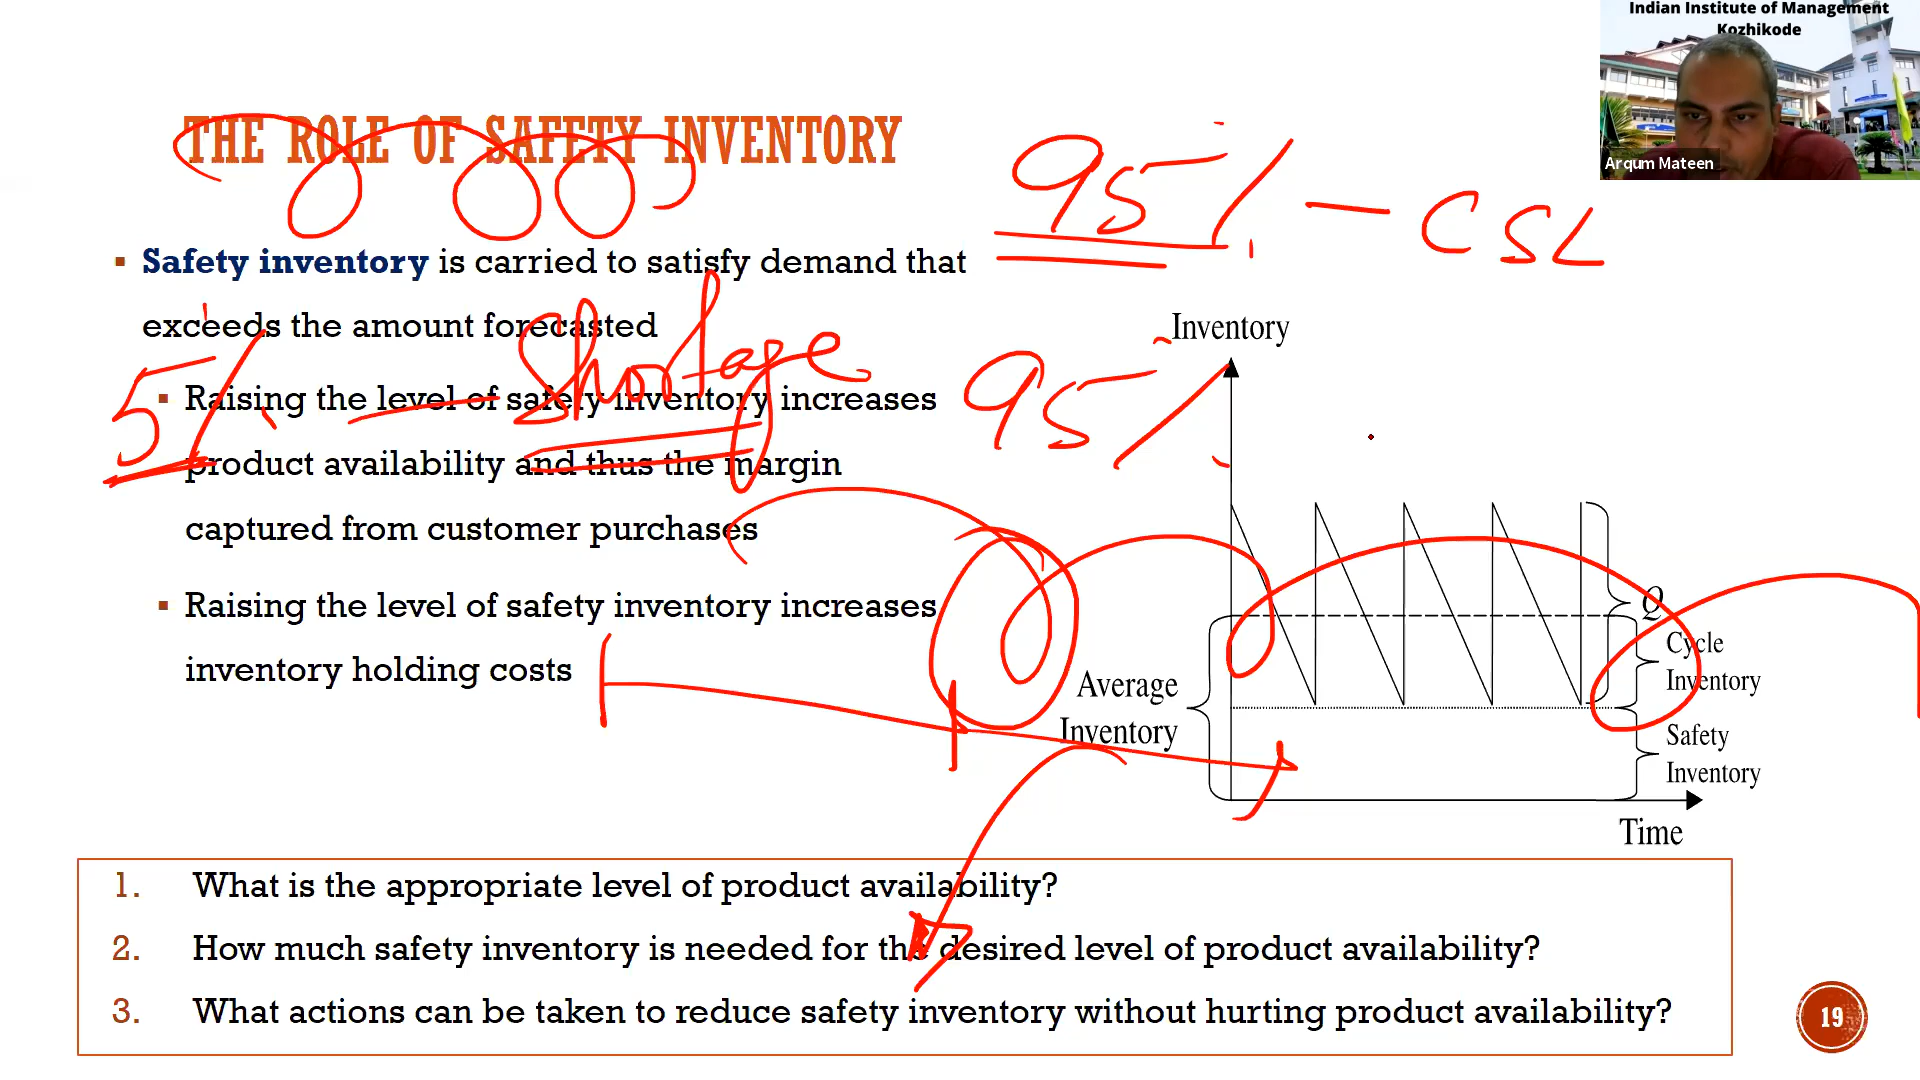 Indian Institute of Management
Kozhikode
Arqum Mateen
THE ROLE OF SAFETY INVENTORY
95% - CSL
▪ Safety inventory is carried to satisfy demand that
exceeds the amount forecasted
5% Shortage
▪ Raising the level of safety inventory increases
product availability and thus the margin
captured from customer purchases
▪ Raising the level of safety inventory increases
inventory holding costs
95%
Inventory
Q
Cycle
Inventory
Average
Inventory
Safety
Inventory
Time
1. What is the appropriate level of product availability?
2. How much safety inventory is needed for the desired level of product availability?
3. What actions can be taken to reduce safety inventory without hurting product availability?
19